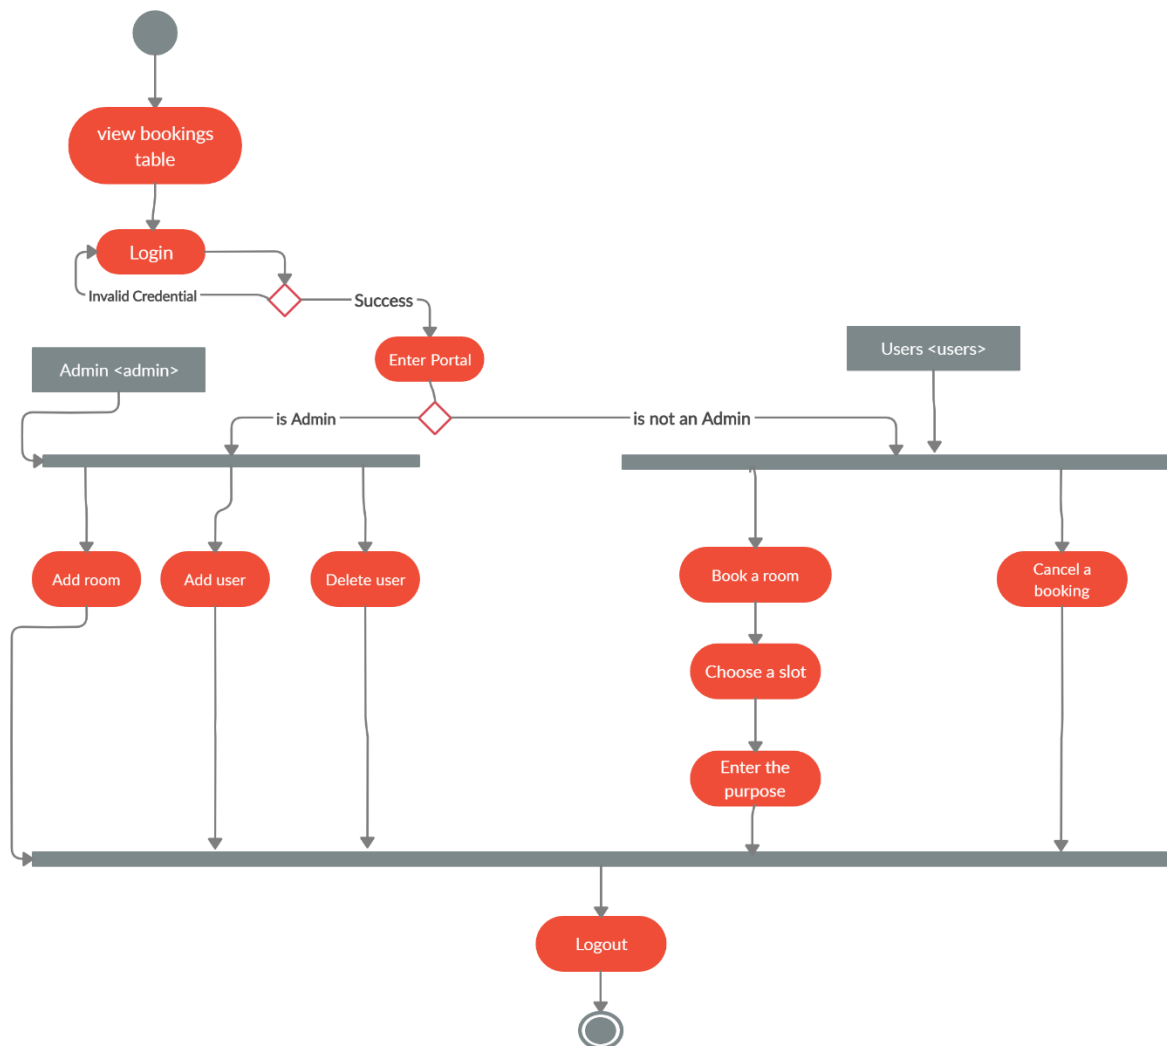 view bookings
table
Login
Invalid Credential
Success
Enter Portal
Admin <admin>
Users <users>
is Admin
is not an Admin
Add room
Add user
Delete user
Book a room
Cancel a
booking
Choose a slot
Enter the
purpose
Logout